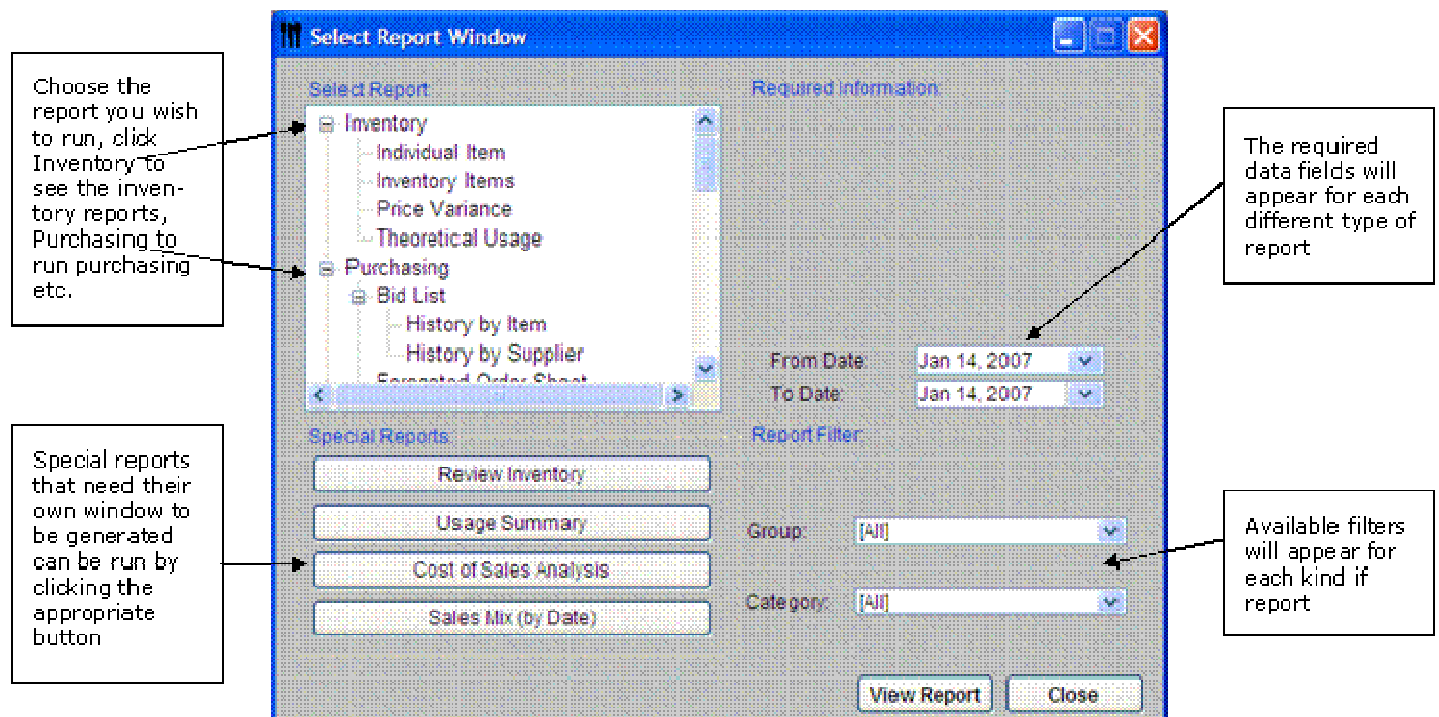 Select Report Window
Choose the
report you wish
to run, click
Inventory to
see the inven-
tory reports,
Purchasing to
run purchasing
etc.
Select Report:
Inventory
Individual Item
Inventory Items
Price Variance
Theoretical Usage
Purchasing
Bid List
History by Item
History by Supplier
Order Sheet
Required Information:
From Date: Jan 14, 2007
To Date: Jan 14, 2007
The required
data fields will
appear for each
different type of
report
Special reports
that need their
own window to
be generated
can be run by
clicking the
appropriate
button
Special Reports:
Review Inventory
Usage Summary
Cost of Sales Analysis
Sales Mix (by Date)
Report Filter:
Group: [All]
Category: [All]
Available filters
will appear for
each kind if
report
View Report
Close